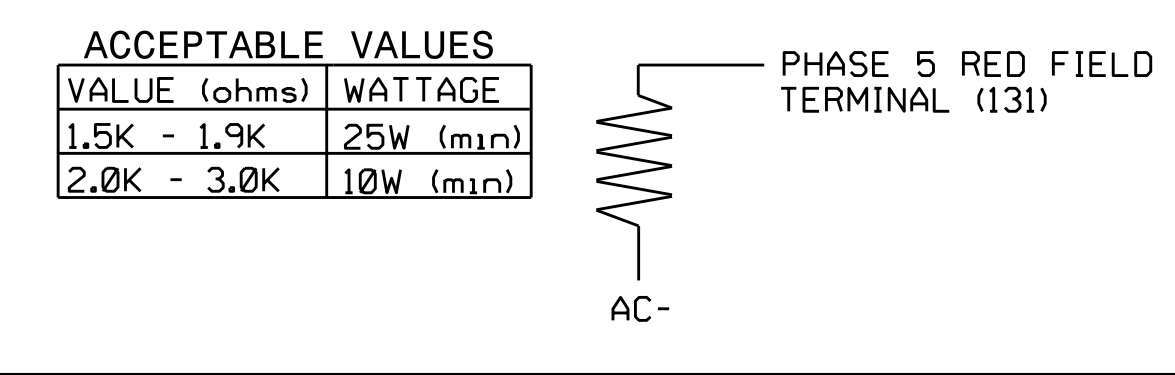 ACCEPTABLE VALUES
VALUE (ohms) WATTAGE
1.5K - 1.9K 25W (min)
2.0K - 3.0K 10W (min)
PHASE 5 RED FIELD
TERMINAL (131)
AC-